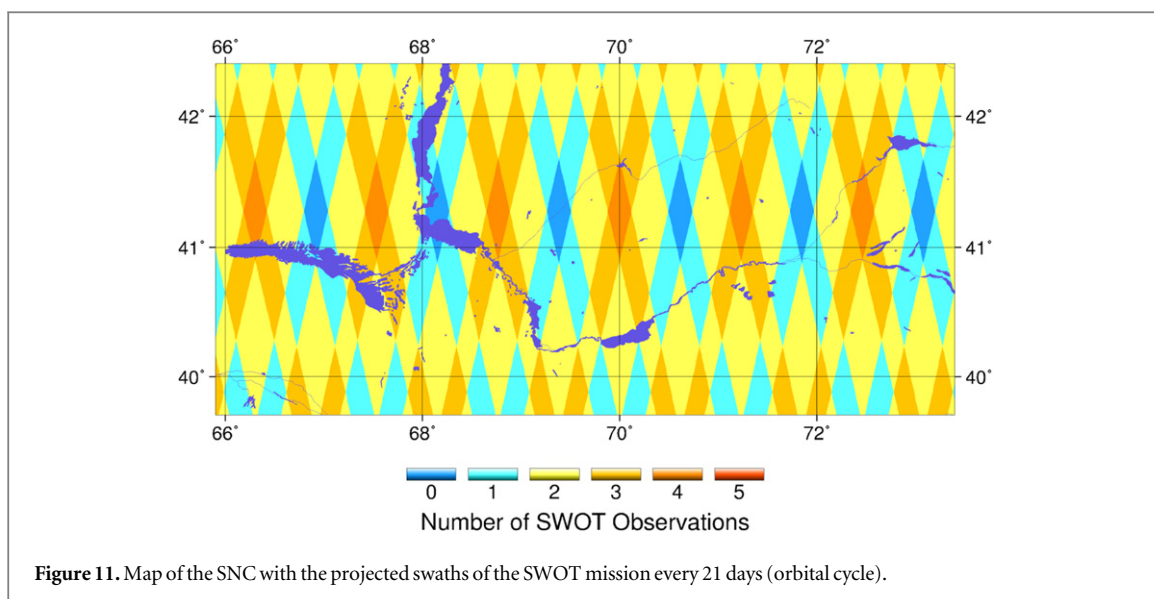 66° 68° 70° 72°
42° 42°
41° 41°
40° 40°
66 68 70 72
0 1 2 3 4 5
Number of SWOT Observations
Figure 11. Map of the SNC with the projected swaths of the SWOT mission every 21 days (orbital cycle).